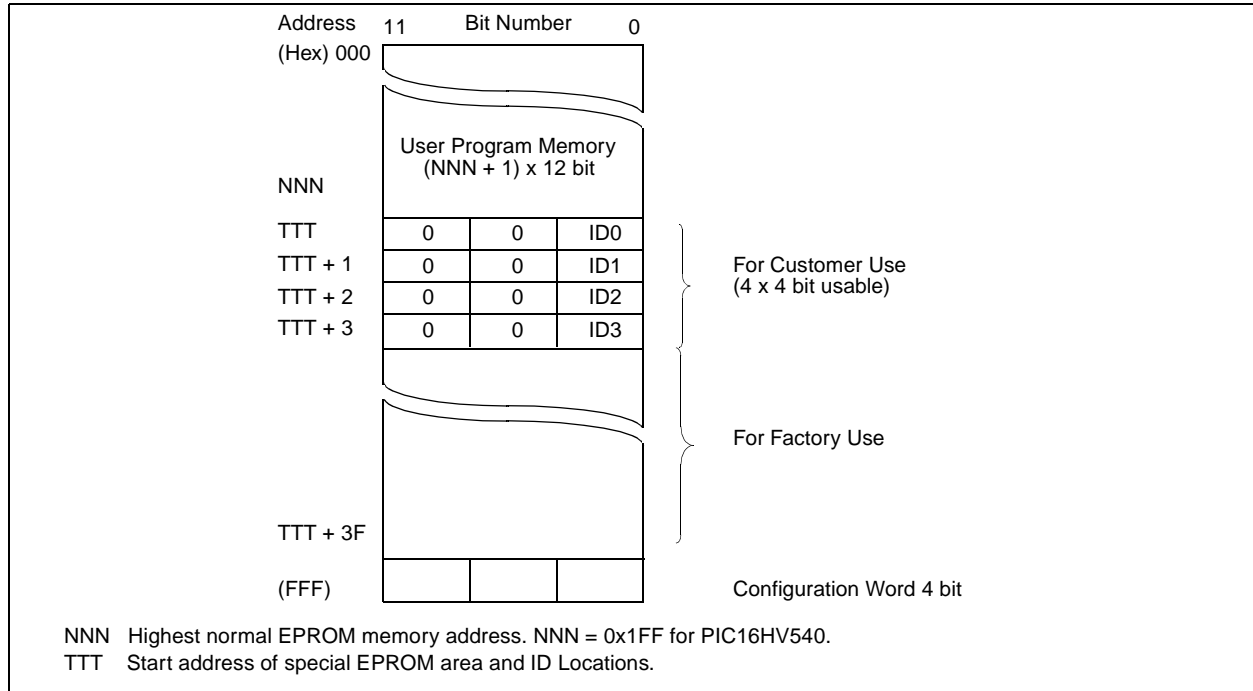 Address 11 Bit Number 0
(Hex) 000
User Program Memory
(NNN + 1) x 12 bit
NNN
TTT 0 0 ID0
TTT + 1 0 0 ID1
TTT + 2 0 0 ID2
TTT + 3 0 0 ID3
For Customer Use
(4 x 4 bit usable)
For Factory Use
TTT + 3F
(FFF) Configuration Word 4 bit
NNN Highest normal EPROM memory address. NNN = 0x1FF for PIC16HV540.
TTT Start address of special EPROM area and ID Locations.